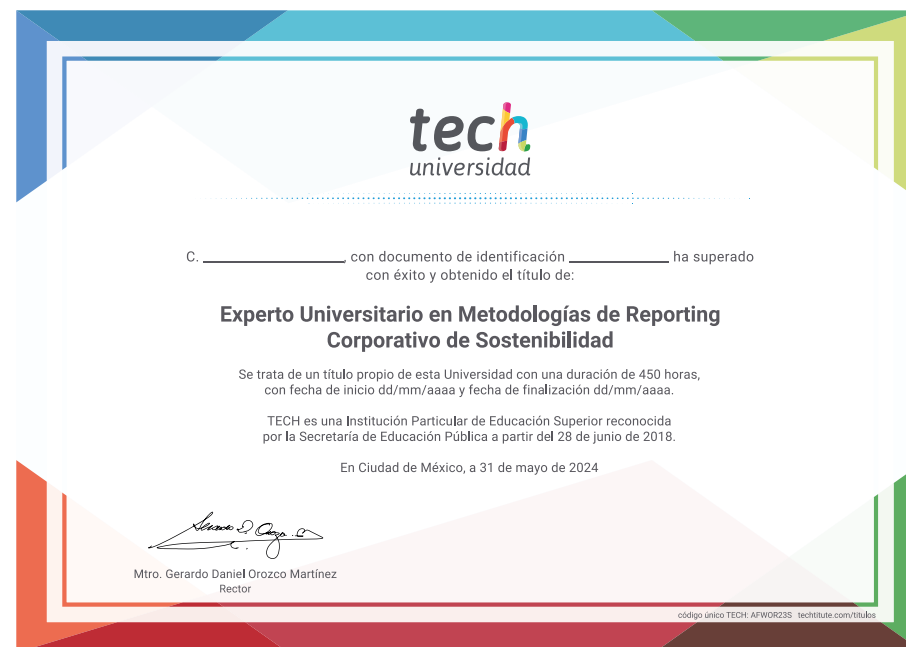 tech
universidad
C. ____________, con documento de identificación ____________ ha superado
con éxito y obtenido el título de:
Experto Universitario en Metodologías de Reporting
Corporativo de Sostenibilidad
Se trata de un título propio de esta Universidad con una duración de 450 horas,
con fecha de inicio dd/mm/aaaa y fecha de finalización dd/mm/aaaa.
TECH es una Institución Particular de Educación Superior reconocida
por la Secretaría de Educación Pública a partir del 28 de junio de 2018.
En Ciudad de México, a 31 de mayo de 2024
Mtro. Gerardo Daniel Orozco Martínez
Rector
código único TECH: AFWOR23S techtitute.com/titulos